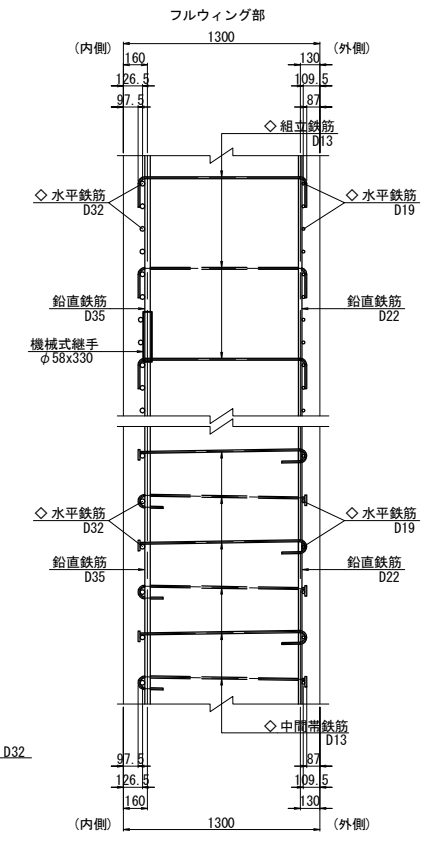 フルウィング部
(内側)
1300
(外側)
160
130
126.5
109.5
97.5
87
◇ 組立鉄筋
D13
◇ 水平鉄筋
D32
◇ 水平鉄筋
D19
鉛直鉄筋
D35
鉛直鉄筋
D22
機械式継手
φ58x330
◇ 水平鉄筋
D32
◇ 水平鉄筋
D19
鉛直鉄筋
D35
鉛直鉄筋
D22
◇ 中間帯鉄筋
D13
D32
97.5
87
126.5
109.5
160
130
(内側)
1300
(外側)